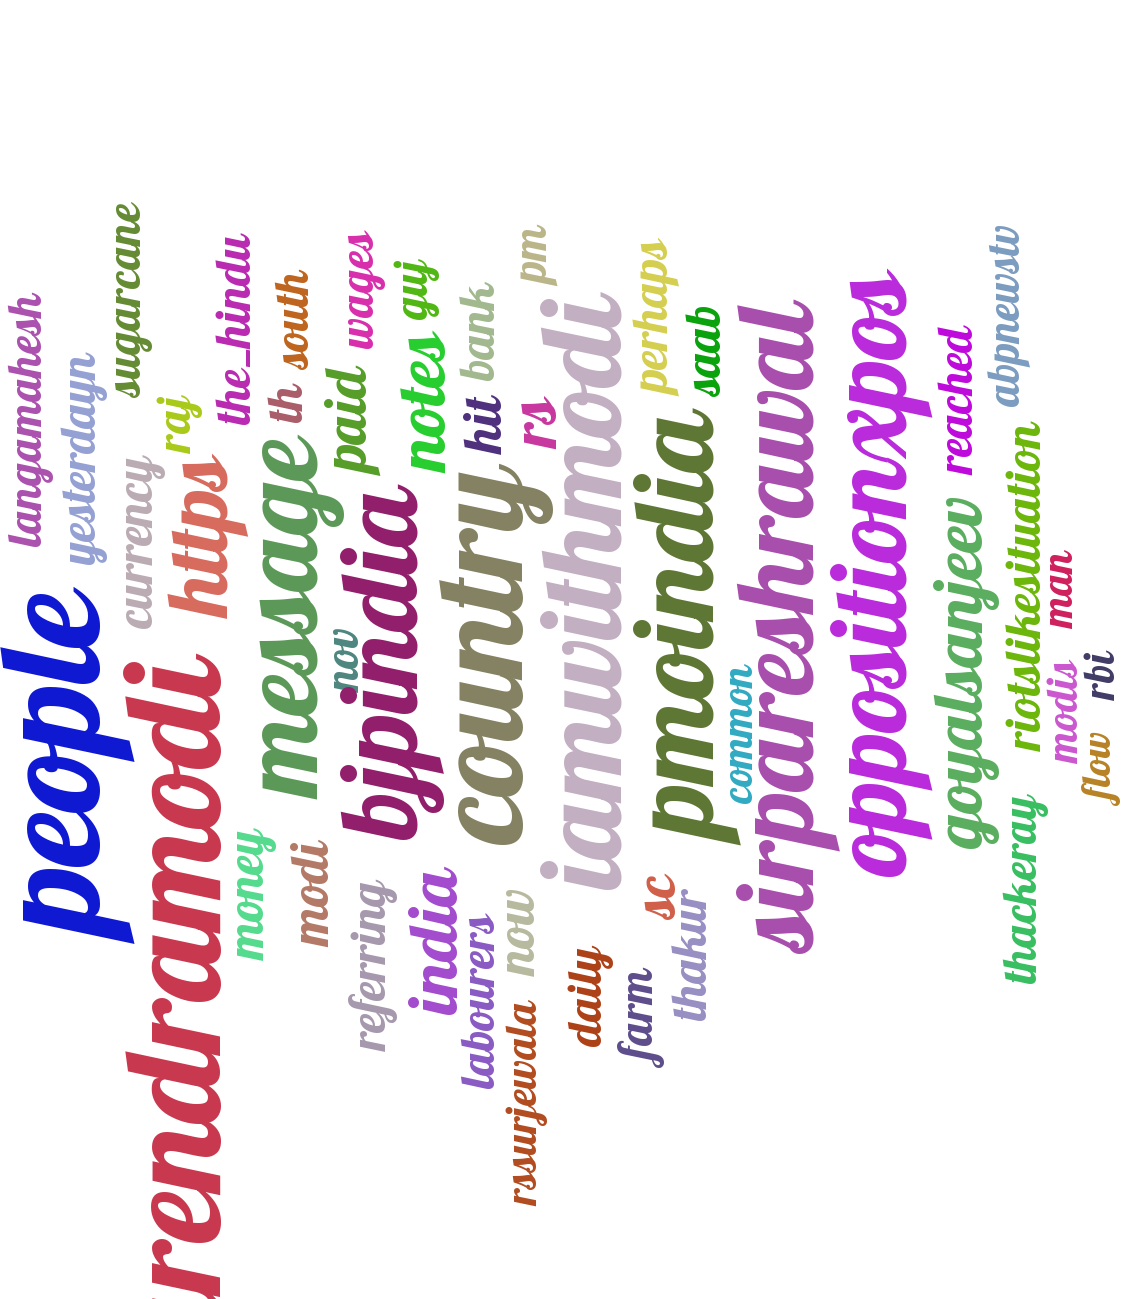 langamahesh
yesterdayn
sugarcane
raj
the_hindu
south
th
wages
paid
guj
notes
bank
hit
pm
rs
perhaps
saab
currency
https
message
nov
bjpindia
country
iamwithmodi
pmoindia
common
sirpareshrawal
oppositionxpos
reached
abpnewstv
goyalsanjeev
riotslikesituation
man
modis
rbi
flow
thackeray
people
rendramodi
money
modi
referring
india
labourers
now
rssurjewala
daily
farm
sc
thakur